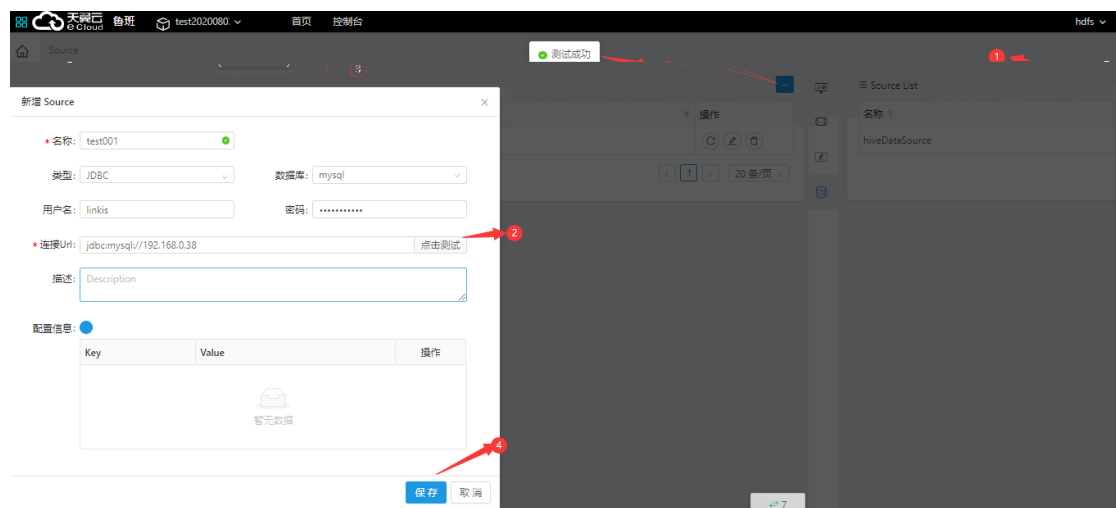 天翼云 e Cloud 鲁班 test2020080: 首页 控制台 hdfs
Source 测试成功 1
3
新增 Source × Source List
操作 名称
* 名称: test001 hiveDataSource
类型: JDBC 数据库: mysql < 1 > 20 条/页
用户名: linkis 密码: •••••••••••
* 连接Url: jdbc:mysql://192.168.0.38 点击测试 2
描述: Description
配置信息:
Key Value 操作
暂无数据
4
保存 取消
7